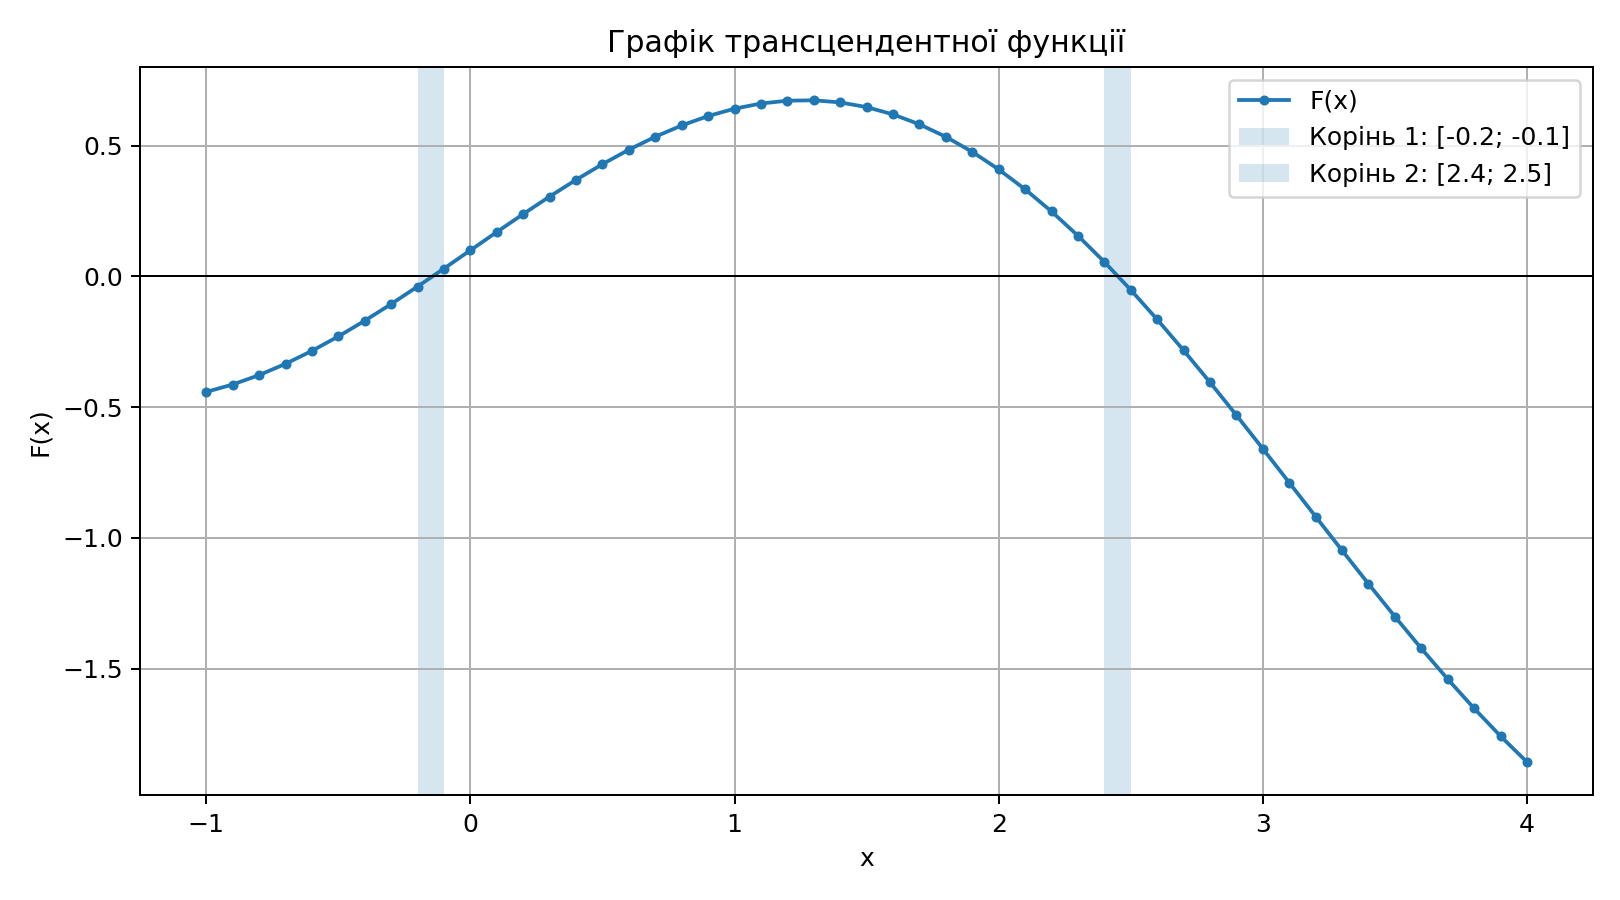 Графік трансцендентної функції
F(x)
Корінь 1: [-0.2; -0.1]
Корінь 2: [2.4; 2.5]
0.5
0.0
−0.5
−1.0
−1.5
F(x)
−1 0 1 2 3 4
x